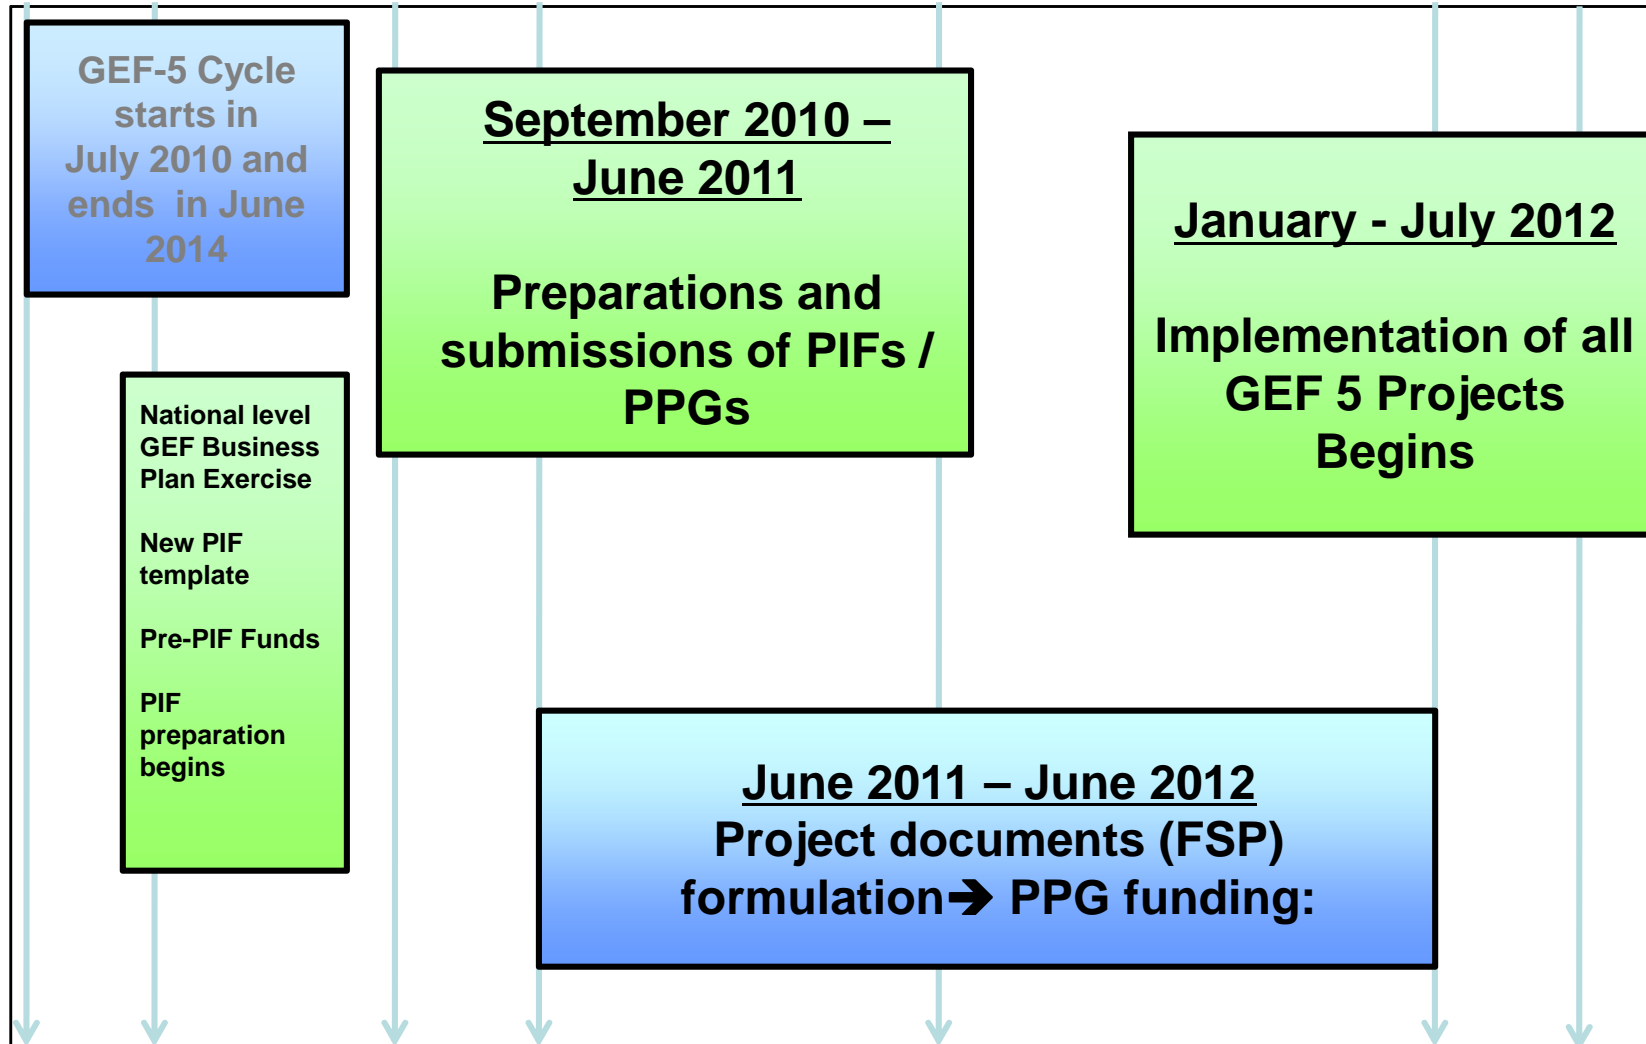 GEF-5 Cycle
starts in
July 2010 and
ends in June
2014
National level
GEF Business
Plan Exercise
New PIF
template
Pre-PIF Funds
PIF
preparation
begins
September 2010 –
June 2011
Preparations and
submissions of PIFs /
PPGs
January - July 2012
Implementation of all
GEF 5 Projects
Begins
June 2011 – June 2012
Project documents (FSP)
formulation➔ PPG funding: